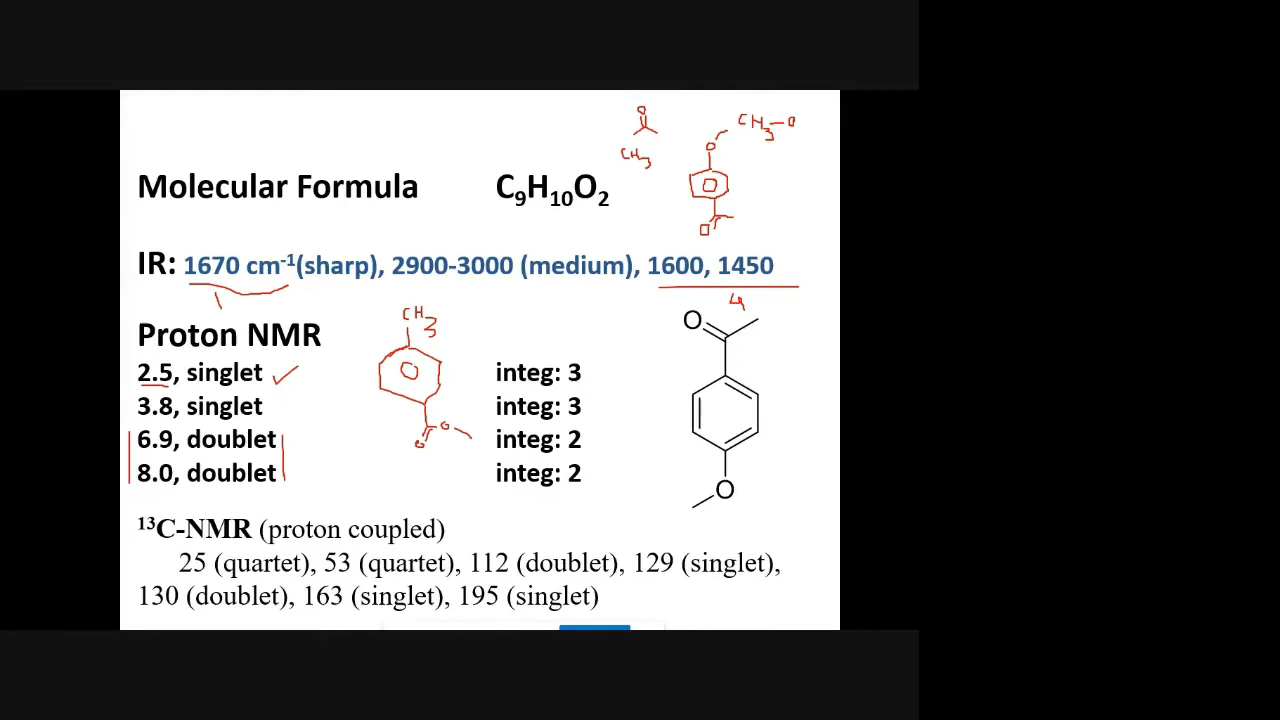 O
CH3
CH3-O
O
O
Molecular Formula C9H10O2
IR: 1670 cm-1(sharp), 2900-3000 (medium), 1600, 1450
4
CH3
O
Proton NMR
2.5, singlet integ: 3
3.8, singlet integ: 3
6.9, doublet integ: 2
8.0, doublet integ: 2
O
O
O
13C-NMR (proton coupled)
25 (quartet), 53 (quartet), 112 (doublet), 129 (singlet),
130 (doublet), 163 (singlet), 195 (singlet)